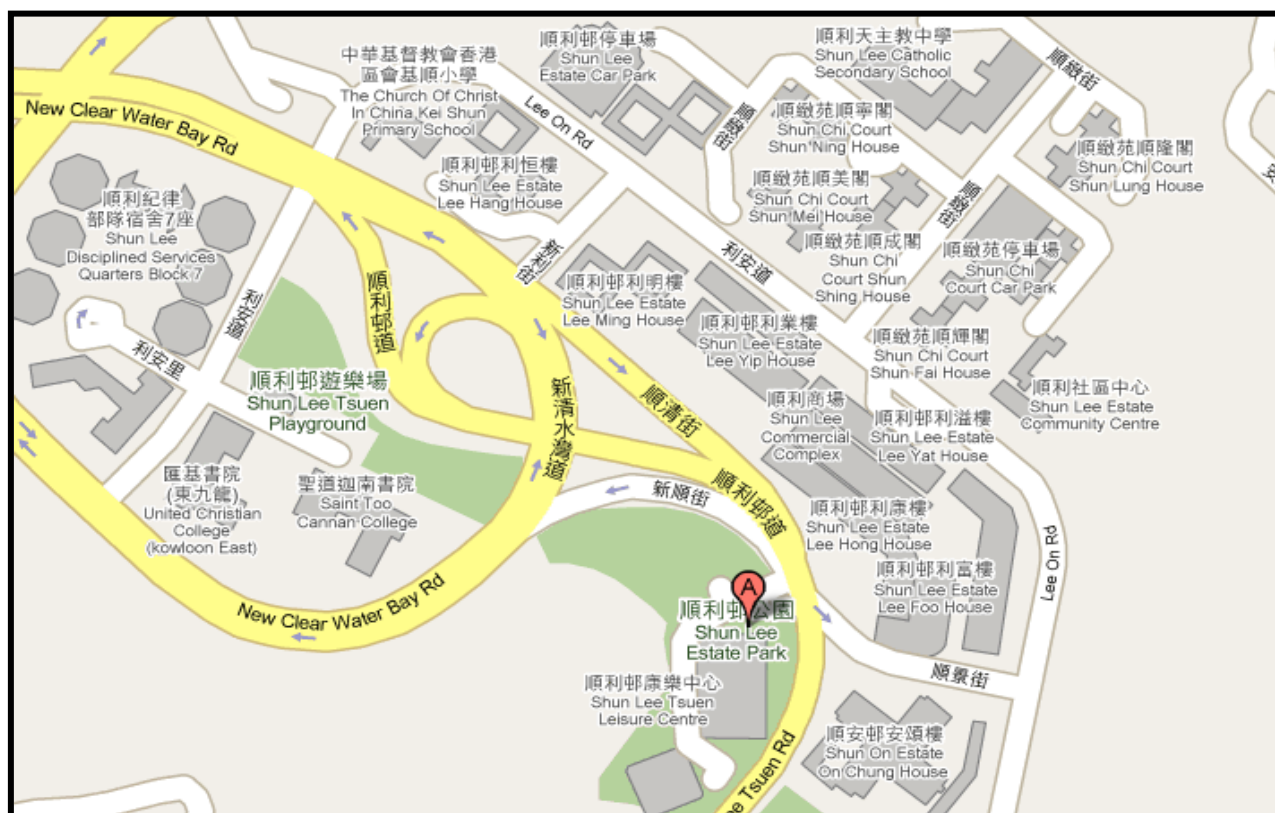 順利邨停車場
Shun Lee
Estate Car Park
順利天主教中學
Shun Lee Catholic
Secondary School
順緻街
中華基督教會香港
區會基順小學
The Church Of Christ
In China Kei Shun
Primary School
New Clear Water Bay Rd
Lee On Rd
順緻街
順緻苑順寧閣
Shun Chi Court
Shun Ning House
順緻苑順隆閣
Shun Chi Court
Shun Lung House
順利邨利恒樓
Shun Lee Estate
Lee Hang House
順緻苑順美閣
Shun Chi Court
Shun Mei House
順緻街
順利紀律
部隊宿舍7座
Shun Lee
Disciplined Services
Quarters Block 7
新利街
利安道
順緻苑順成閣
Shun Chi
Court Shun
Shing House
順緻苑停車場
Shun Chi
Court Car Park
順利邨道
順利邨利明樓
Shun Lee Estate
Lee Ming House
利安道
順利邨利業樓
Shun Lee Estate
Lee Yip House
順緻苑順輝閣
Shun Chi Court
Shun Fai House
利安里
順利邨遊樂場
Shun Lee Tsuen
Playground
新清水灣道
順清街
順利商場
Shun Lee
Commercial
Complex
順利邨利溢樓
Shun Lee Estate
Lee Yat House
順利社區中心
Shun Lee Estate
Community Centre
匯基書院
(東九龍)
United Christian
College
(kowloon East)
聖道迦南書院
Saint Too
Cannan College
新順街
順利邨道
順利邨利康樓
Shun Lee Estate
Lee Hong House
順利邨利富樓
Shun Lee Estate
Lee Foo House
Lee On Rd
New Clear Water Bay Rd
A
順利邨公園
Shun Lee
Estate Park
順景街
順利邨康樂中心
Shun Lee Tsuen
Leisure Centre
順安邨安頌樓
Shun On Estate
On Chung House
ee Tsuen Rd